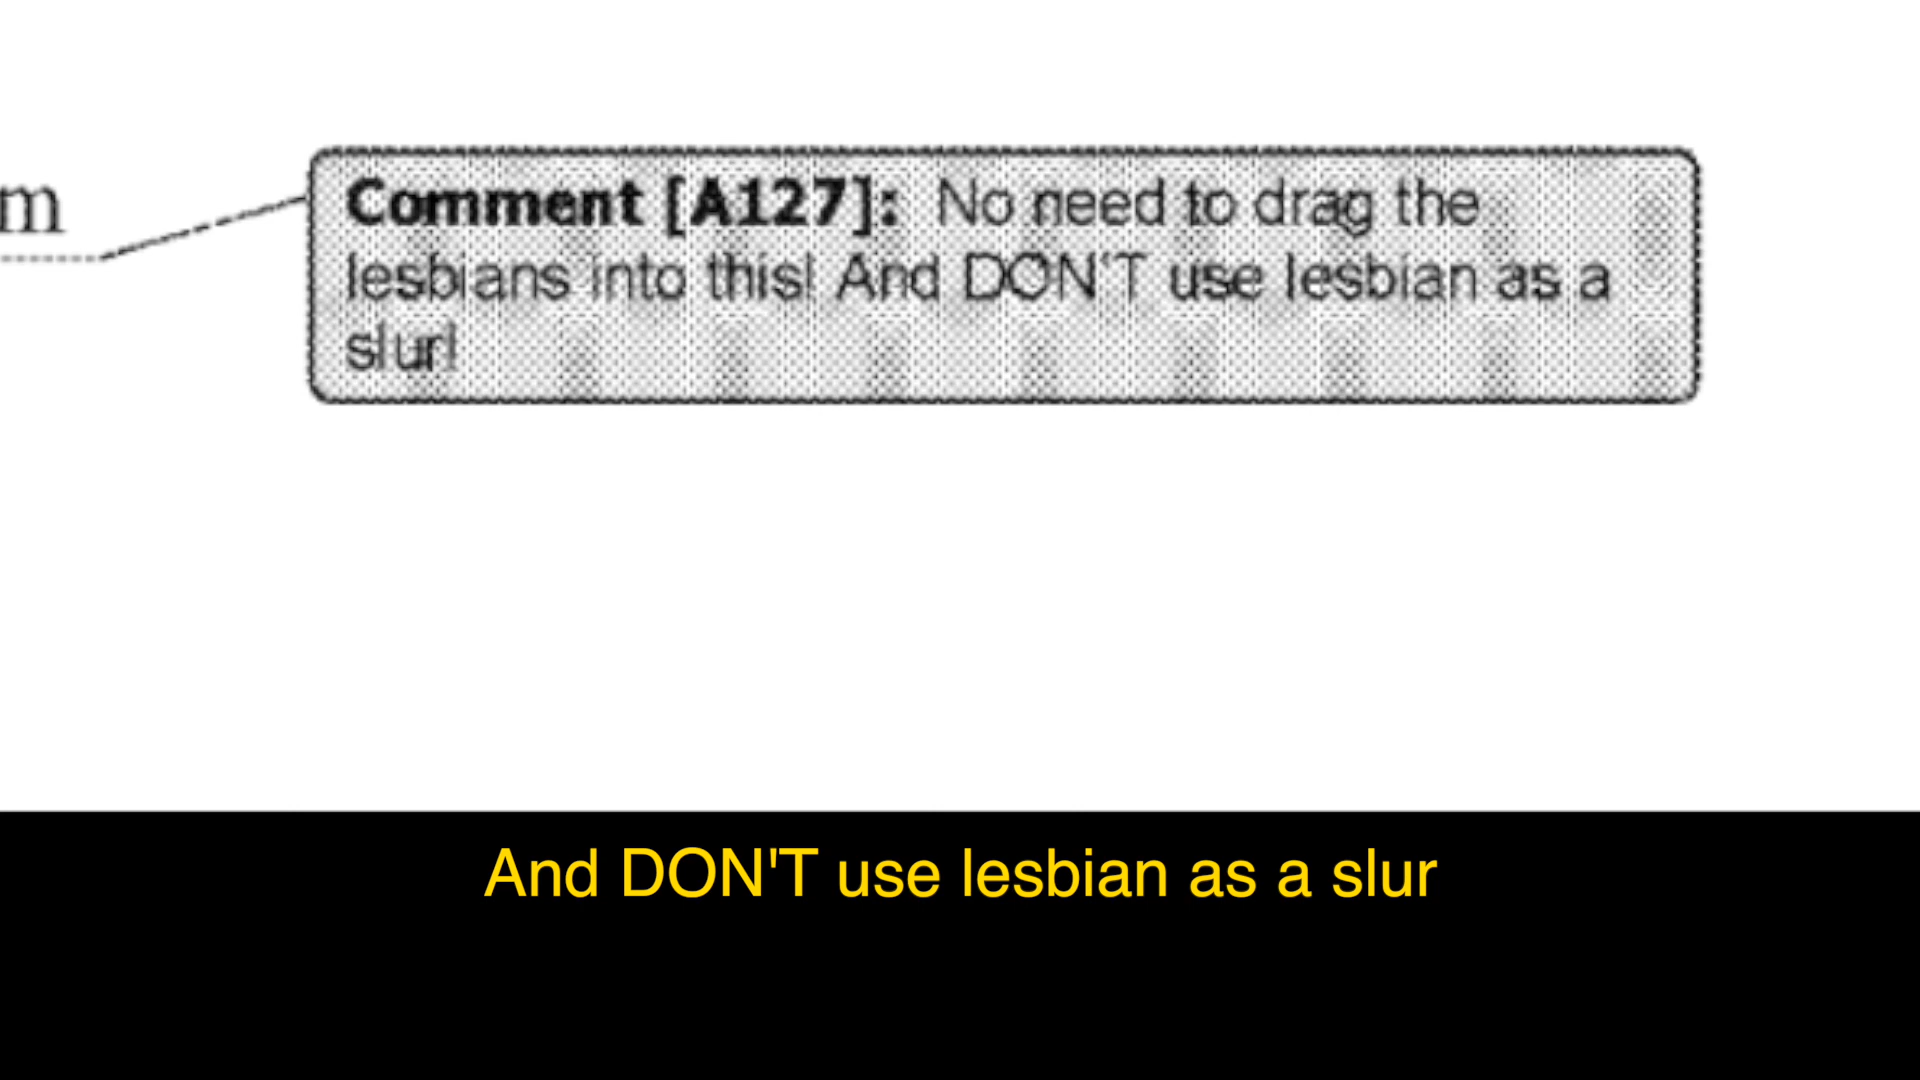 m
Comment [A127]: No need to drag the
lesbians into this! And DON'T use lesbian as a
slur!
And DON'T use lesbian as a slur